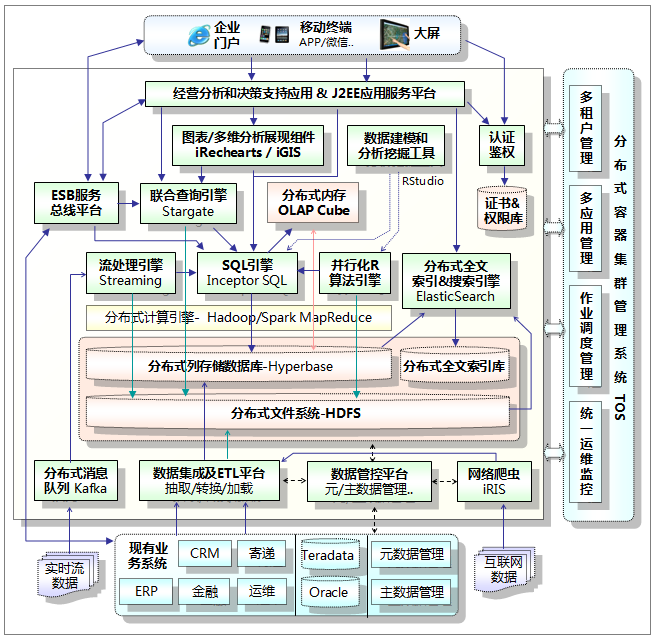 企业
门户
移动终端
APP/微信..
大屏
经营分析和决策支持应用 & J2EE应用服务平台
图表/多维分析展现组件
iRechearts / iGIS
数据建模和
分析挖掘工具
认证
鉴权
RStudio
ESB服务
总线平台
联合查询引擎
Stargate
分布式内存
OLAP Cube
证书&
权限库
流处理引擎
Streaming
SQL引擎
Inceptor SQL
并行化R
算法引擎
分布式全文
索引&搜索引擎
ElasticSearch
分布式计算引擎- Hadoop/Spark MapReduce
分布式列存储数据库-Hyperbase
分布式全文索引库
分布式文件系统-HDFS
分布式消息
队列 Kafka
数据集成及ETL平台
抽取/转换/加载
数据管控平台
元/主数据管理..
网络爬虫
iRIS
实时流
数据
现有业
务系统
CRM
寄递
ERP
金融
运维
Teradata
Oracle
元数据管理
主数据管理
互联网
数据
多租户管理
多应用管理
作业调度管理
统一运维监控
分布式容器集群管理系统 TOS